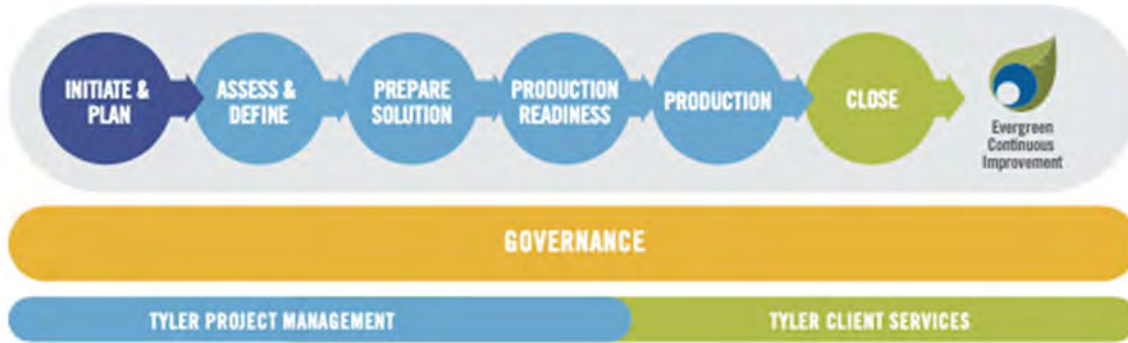 INITIATE &
PLAN
ASSESS &
DEFINE
PREPARE
SOLUTION
PRODUCTION
READINESS
PRODUCTION
CLOSE
Evergreen
Continuous
Improvement
GOVERNANCE
TYLER PROJECT MANAGEMENT
TYLER CLIENT SERVICES